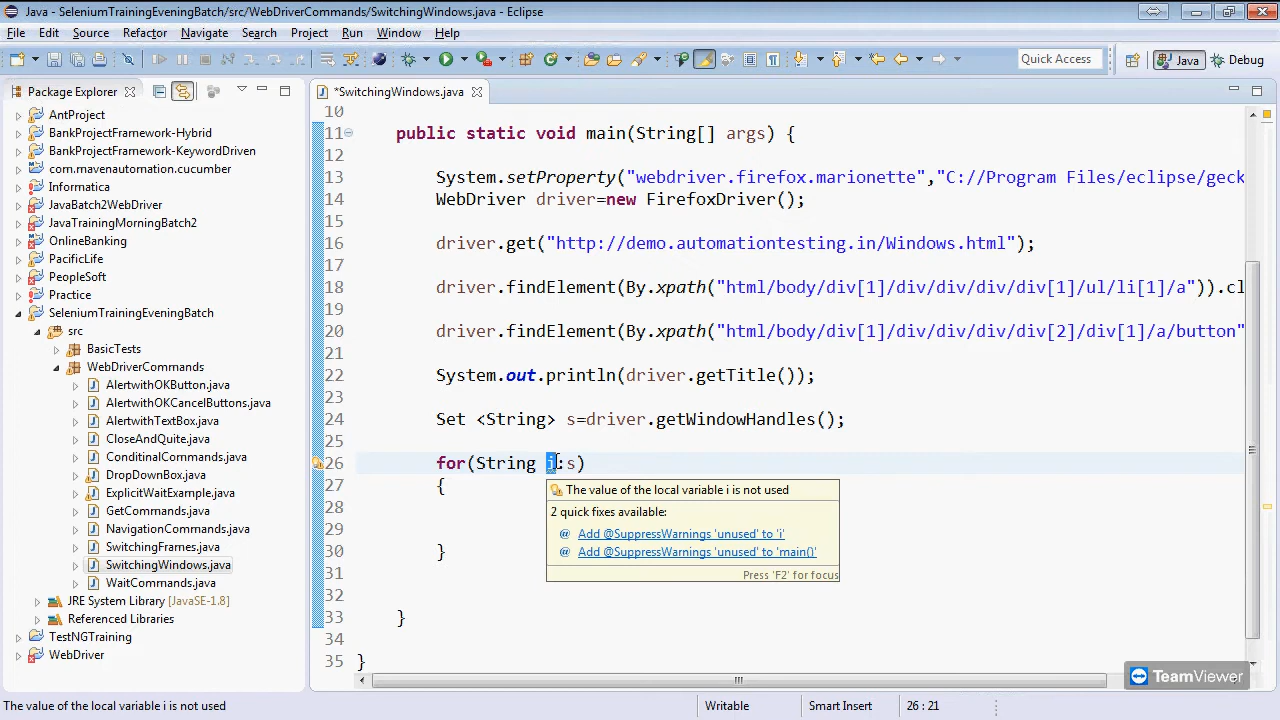 Java - SeleniumTrainingEveningBatch/src/WebDriverCommands/SwitchingWindows.java - Eclipse
File Edit Source Refactor Navigate Search Project Run Window Help
Quick Access Java Debug
Package Explorer
AntProject
BankProjectFramework-Hybrid
BankProjectFramework-KeywordDriven
com.mavenautomation.cucumber
Informatica
JavaBatch2WebDriver
JavaTrainingMorningBatch2
OnlineBanking
PacificLife
PeopleSoft
Practice
SeleniumTrainingEveningBatch
src
BasicTests
WebDriverCommands
AlertwithOKButton.java
AlertwithOKCancelButtons.java
AlertwithTextBox.java
CloseAndQuite.java
ConditinalCommands.java
DropDownBox.java
ExplicitWaitExample.java
GetCommands.java
NavigationCommands.java
SwitchingFrames.java
SwitchingWindows.java
WaitCommands.java
JRE System Library [JavaSE-1.8]
Referenced Libraries
TestNGTraining
WebDriver
*SwitchingWindows.java
10
11 public static void main(String[] args) {
12
13 System.setProperty("webdriver.firefox.marionette","C://Program Files/eclipse/geck
14 WebDriver driver=new FirefoxDriver();
15
16 driver.get("http://demo.automationtesting.in/Windows.html");
17
18 driver.findElement(By.xpath("html/body/div[1]/div/div/div/div[1]/ul/li[1]/a")).cl
19
20 driver.findElement(By.xpath("html/body/div[1]/div/div/div/div[2]/div[1]/a/button"
21
22 System.out.println(driver.getTitle());
23
24 Set <String> s=driver.getWindowHandles();
25
26 for(String i:s)
27 {
28
29
30 }
31
32
33 }
34
35 }
The value of the local variable i is not used
2 quick fixes available:
@ Add @SuppressWarnings 'unused' to 'i'
@ Add @SuppressWarnings 'unused' to 'main()'
Press 'F2' for focus
TeamViewer
The value of the local variable i is not used Writable Smart Insert 26 : 21